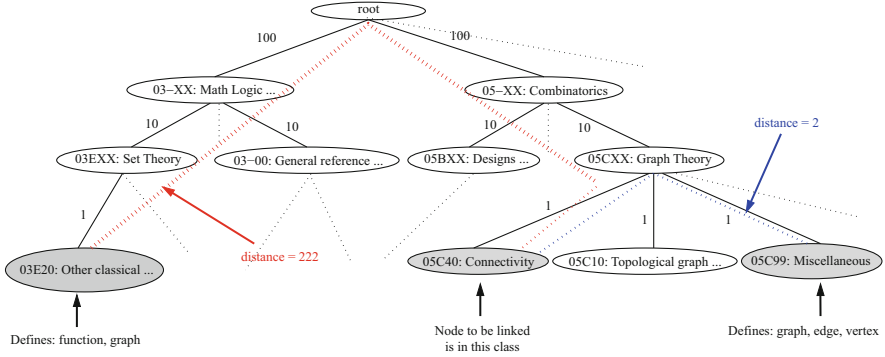 root
100
100
03-XX: Math Logic ...
05-XX: Combinatorics
10
10
10
10
distance = 2
03EXX: Set Theory
03-00: General reference ...
05BXX: Designs ...
05CXX: Graph Theory
1
1
1
1
distance = 222
03E20: Other classical ...
05C40: Connectivity
05C10: Topological graph ...
05C99: Miscellaneous
Defines: function, graph
Node to be linked
is in this class
Defines: graph, edge, vertex